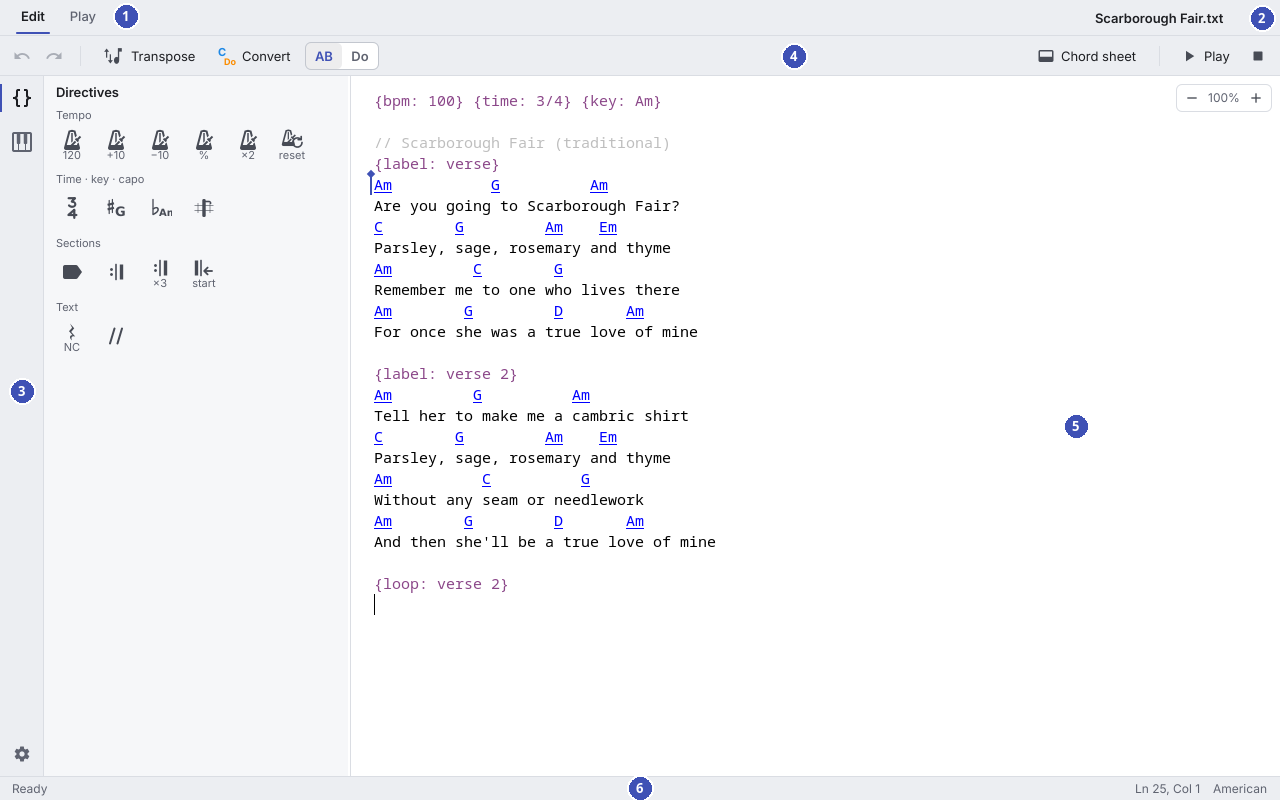 Edit Play 1 Scarborough Fair.txt 2
Transpose C Do Convert AB Do 4 Chord sheet Play
Directives
Tempo
120 +10 −10 % ×2 reset
Time · key · capo
3 4 ♯G ♭Am
Sections
×3 start
Text
NC //
3
{bpm: 100} {time: 3/4} {key: Am}
− 100% +
// Scarborough Fair (traditional)
{label: verse}
Am G Am
Are you going to Scarborough Fair?
C G Am Em
Parsley, sage, rosemary and thyme
Am C G
Remember me to one who lives there
Am G D Am
For once she was a true love of mine
{label: verse 2}
Am G Am
Tell her to make me a cambric shirt
C G Am Em
Parsley, sage, rosemary and thyme
Am C G
Without any seam or needlework
Am G D Am
And then she'll be a true love of mine
{loop: verse 2}
5
Ready 6 Ln 25, Col 1 American